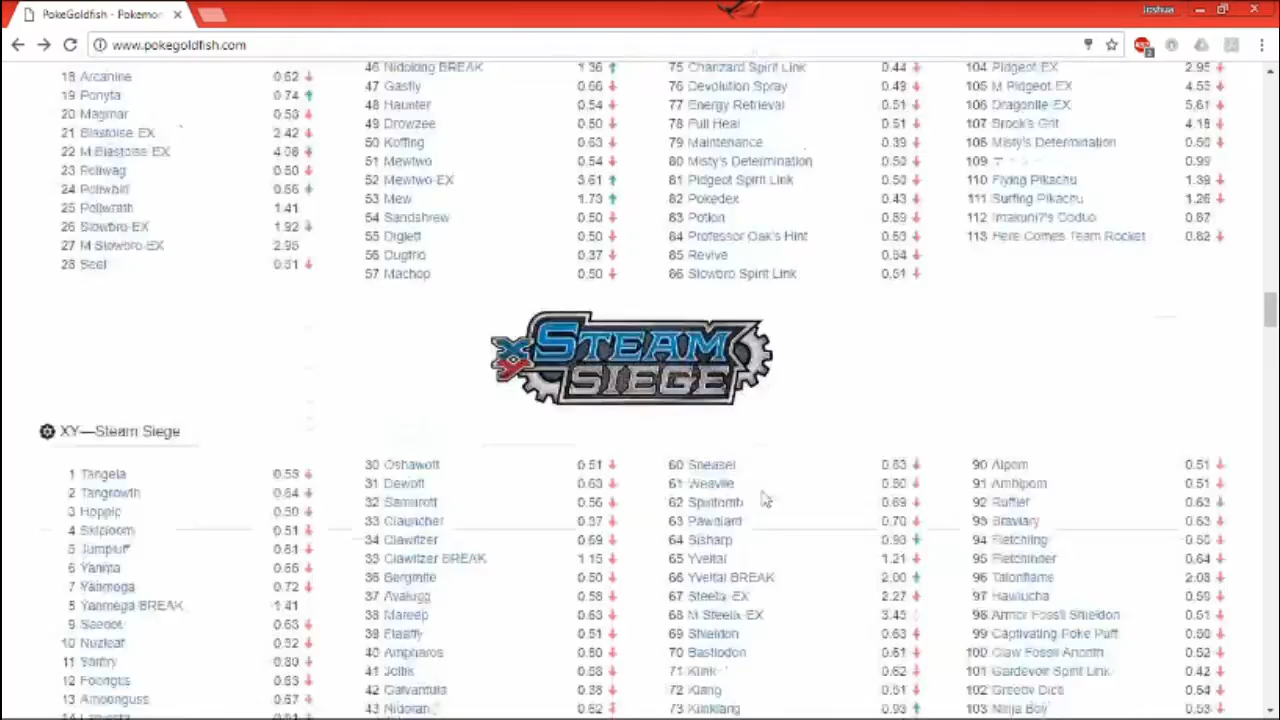 PokeGoldfish - Pokemon
Joshua
www.pokegoldfish.com
18 Arcanine 0.62
19 Ponyta 0.74
20 Magmar 0.53
21 Blastoise EX 2.42
22 M Blastoise EX 4.08
23 Poliwag 0.50
24 Poliwhirl 0.56
25 Poliwrath 1.41
26 Slowbro EX 1.92
27 M Slowbro EX 2.96
28 Seel 0.51
46 Nidoking BREAK 1.36
47 Gastly 0.66
48 Haunter 0.54
49 Drowzee 0.50
50 Koffing 0.63
51 Mewtwo 0.54
52 Mewtwo EX 3.61
53 Mew 1.73
54 Sandshrew 0.50
55 Diglett 0.50
56 Dugtrio 0.37
57 Machop 0.50
75 Charizard Spirit Link 0.44
76 Devolution Spray 0.49
77 Energy Retrieval 0.51
78 Full Heal 0.51
79 Maintenance 0.39
80 Misty's Determination 0.50
81 Pidgeot Spirit Link 0.50
82 Pokedex 0.43
83 Potion 0.59
84 Professor Oak's Hint 0.50
85 Revive 0.54
86 Slowbro Spirit Link 0.51
104 Pidgeot EX 2.95
105 M Pidgeot EX 4.55
106 Dragonite EX 5.61
107 Brock's Grit 4.18
108 Misty's Determination 0.50
109 0.99
110 Flying Pikachu 1.39
111 Surfing Pikachu 1.26
112 Imakuni?'s Doduo 0.87
113 Here Comes Team Rocket 0.82
XY STEAM
SIEGE
XY—Steam Siege
1 Tangela 0.53
2 Tangrowth 0.64
3 Hoppip 0.50
4 Skiploom 0.51
5 Jumpluff 0.61
6 Yanma 0.66
7 Yanmega 0.72
8 Yanmega BREAK 1.41
9 Seedot 0.63
10 Nuzleaf 0.52
11 Shiftry 0.80
12 Foongus 0.63
13 Amoonguss 0.67
30 Oshawott 0.51
31 Dewott 0.63
32 Samurott 0.56
33 Clauncher 0.37
34 Clawitzer 0.69
35 Clawitzer BREAK 1.15
36 Bergmite 0.50
37 Avalugg 0.58
38 Mareep 0.63
39 Flaaffy 0.51
40 Ampharos 0.60
41 Joltik 0.58
42 Galvantula 0.38
43 Nidoran 0.62
60 Sneasel 0.63
61 Weavile 0.50
62 Spiritomb 0.69
63 Pawniard 0.70
64 Bisharp 0.93
65 Yveltal 1.21
66 Yveltal BREAK 2.00
67 Steelix EX 2.27
68 M Steelix EX 3.45
69 Shieldon 0.63
70 Bastiodon 0.61
71 Klink 0.62
72 Klang 0.51
73 Klinklang 0.93
90 Aipom 0.51
91 Ambipom 0.51
92 Rufflet 0.63
93 Braviary 0.63
94 Fletchling 0.50
95 Fletchinder 0.64
96 Talonflame 2.03
97 Hawlucha 0.59
98 Armor Fossil Shieldon 0.51
99 Captivating Poke Puff 0.50
100 Claw Fossil Anorith 0.52
101 Gardevoir Spirit Link 0.42
102 Greedy Dice 0.54
103 Ninja Boy 0.53